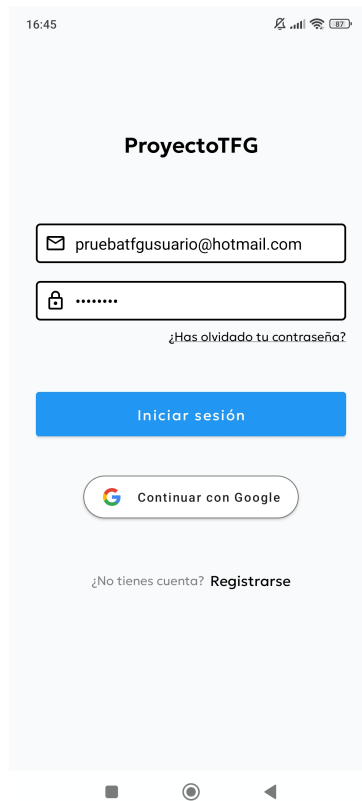 16:45
87
ProyectoTFG
pruebatfgusuario@hotmail.com
••••••••
¿Has olvidado tu contraseña?
Iniciar sesión
Continuar con Google
¿No tienes cuenta? Registrarse